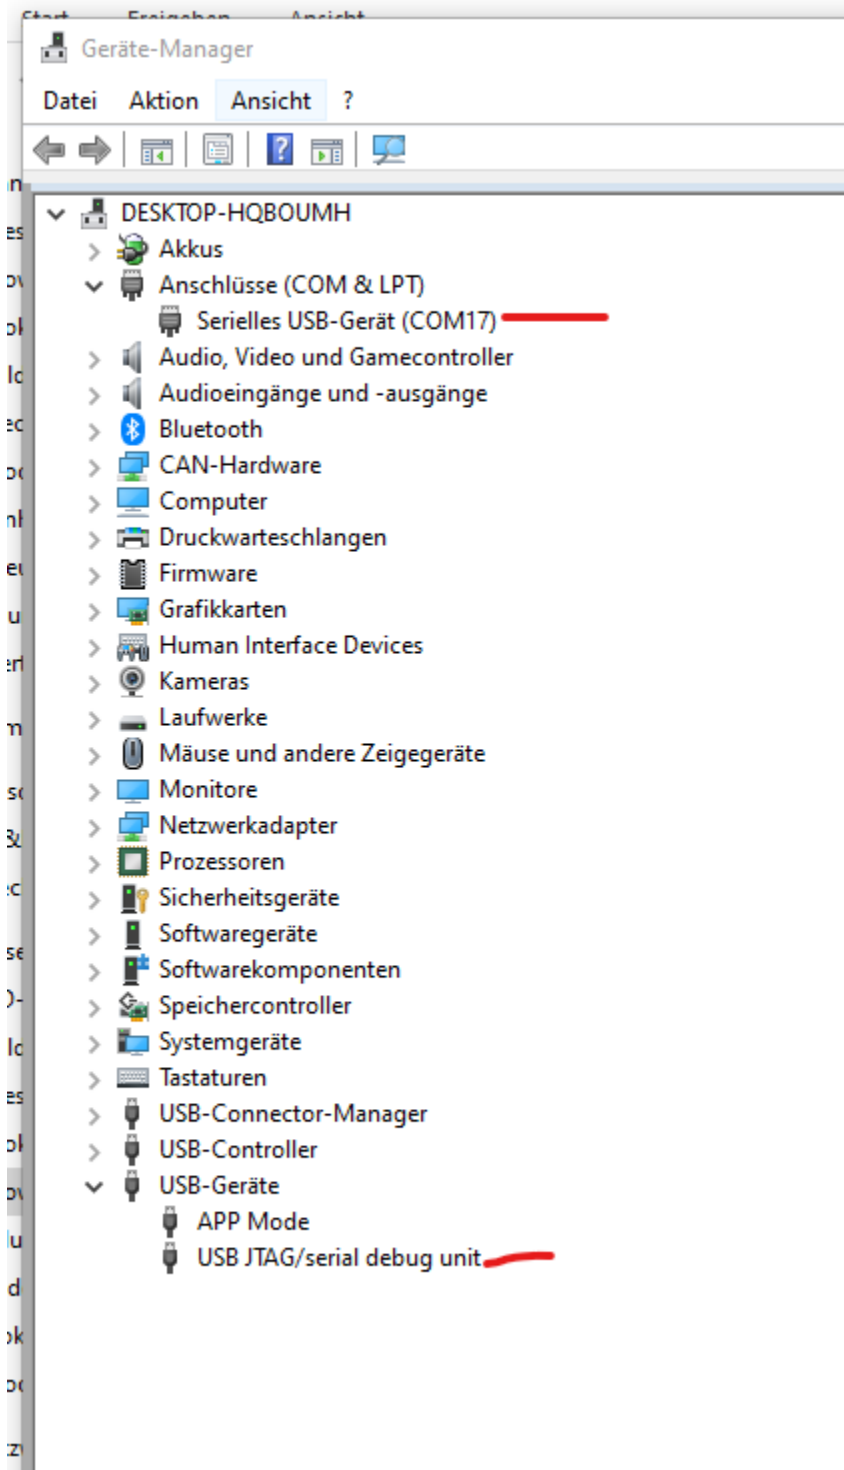 Start Freigeben Ansicht
Geräte-Manager
Datei Aktion Ansicht ?
DESKTOP-HQBOUMH
Akkus
Anschlüsse (COM & LPT)
Serielles USB-Gerät (COM17)
Audio, Video und Gamecontroller
Audioeingänge und -ausgänge
Bluetooth
CAN-Hardware
Computer
Druckwarteschlangen
Firmware
Grafikkarten
Human Interface Devices
Kameras
Laufwerke
Mäuse und andere Zeigegeräte
Monitore
Netzwerkadapter
Prozessoren
Sicherheitsgeräte
Softwaregeräte
Softwarekomponenten
Speichercontroller
Systemgeräte
Tastaturen
USB-Connector-Manager
USB-Controller
USB-Geräte
APP Mode
USB JTAG/serial debug unit